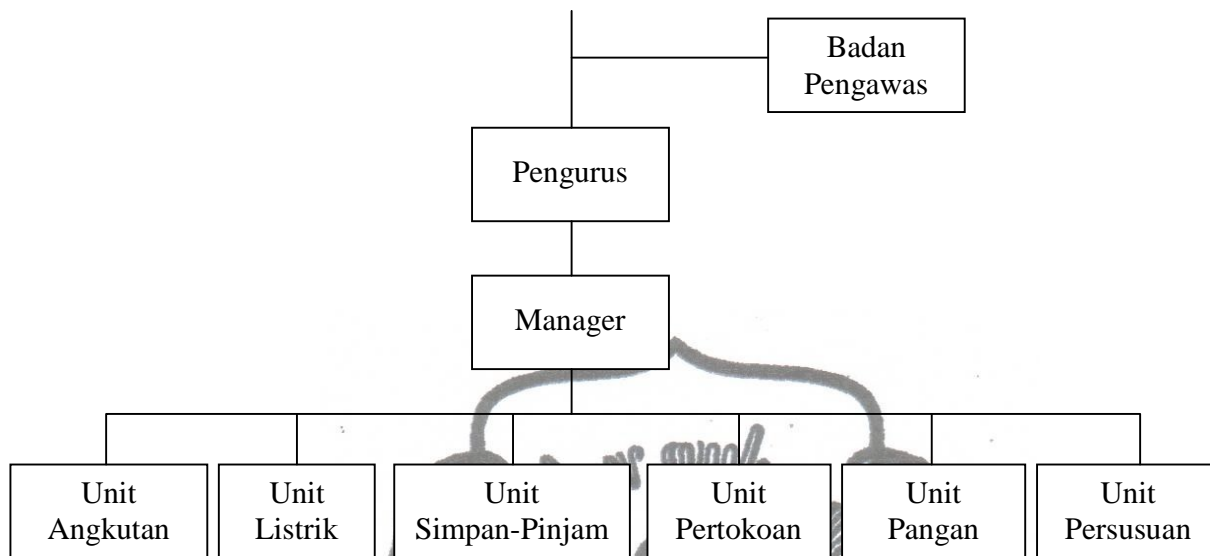 Badan
Pengawas
Pengurus
Manager
Unit
Angkutan
Unit
Listrik
Unit
Simpan-Pinjam
Unit
Pertokoan
Unit
Pangan
Unit
Persusuan